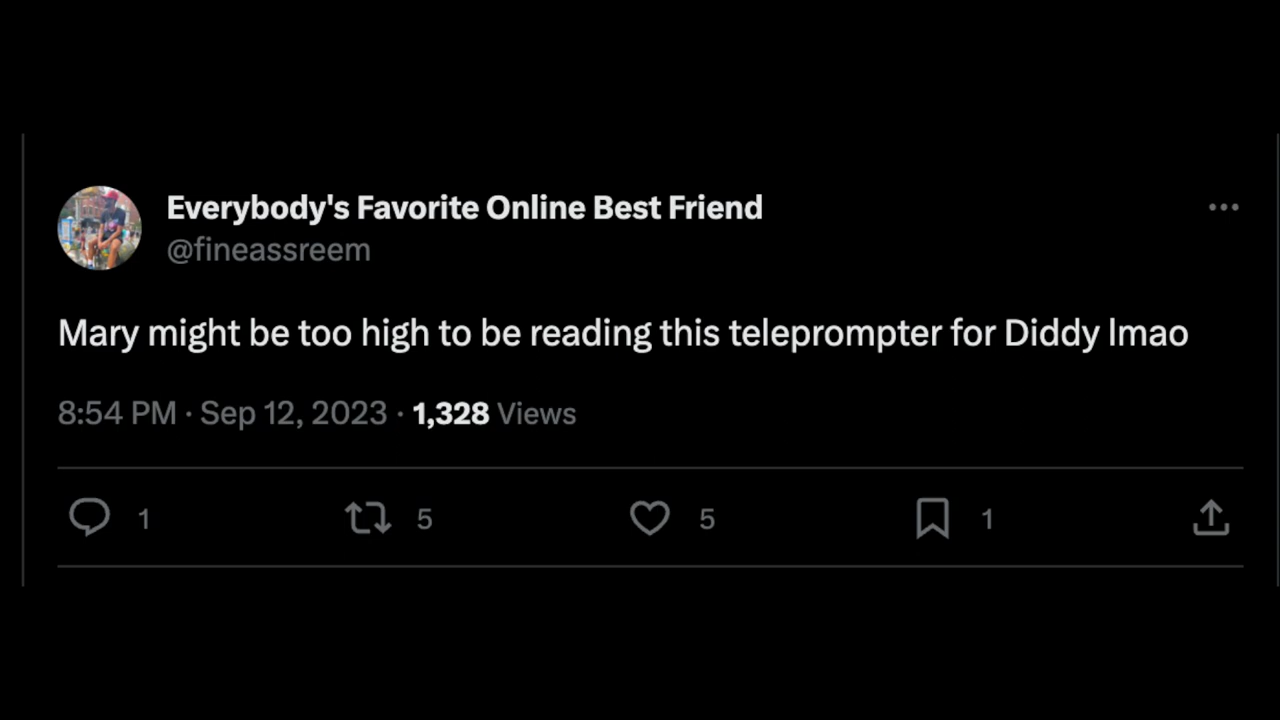 Everybody's Favorite Online Best Friend
@fineassreem
Mary might be too high to be reading this teleprompter for Diddy lmao
8:54 PM · Sep 12, 2023 · 1,328 Views
1 5 5 1